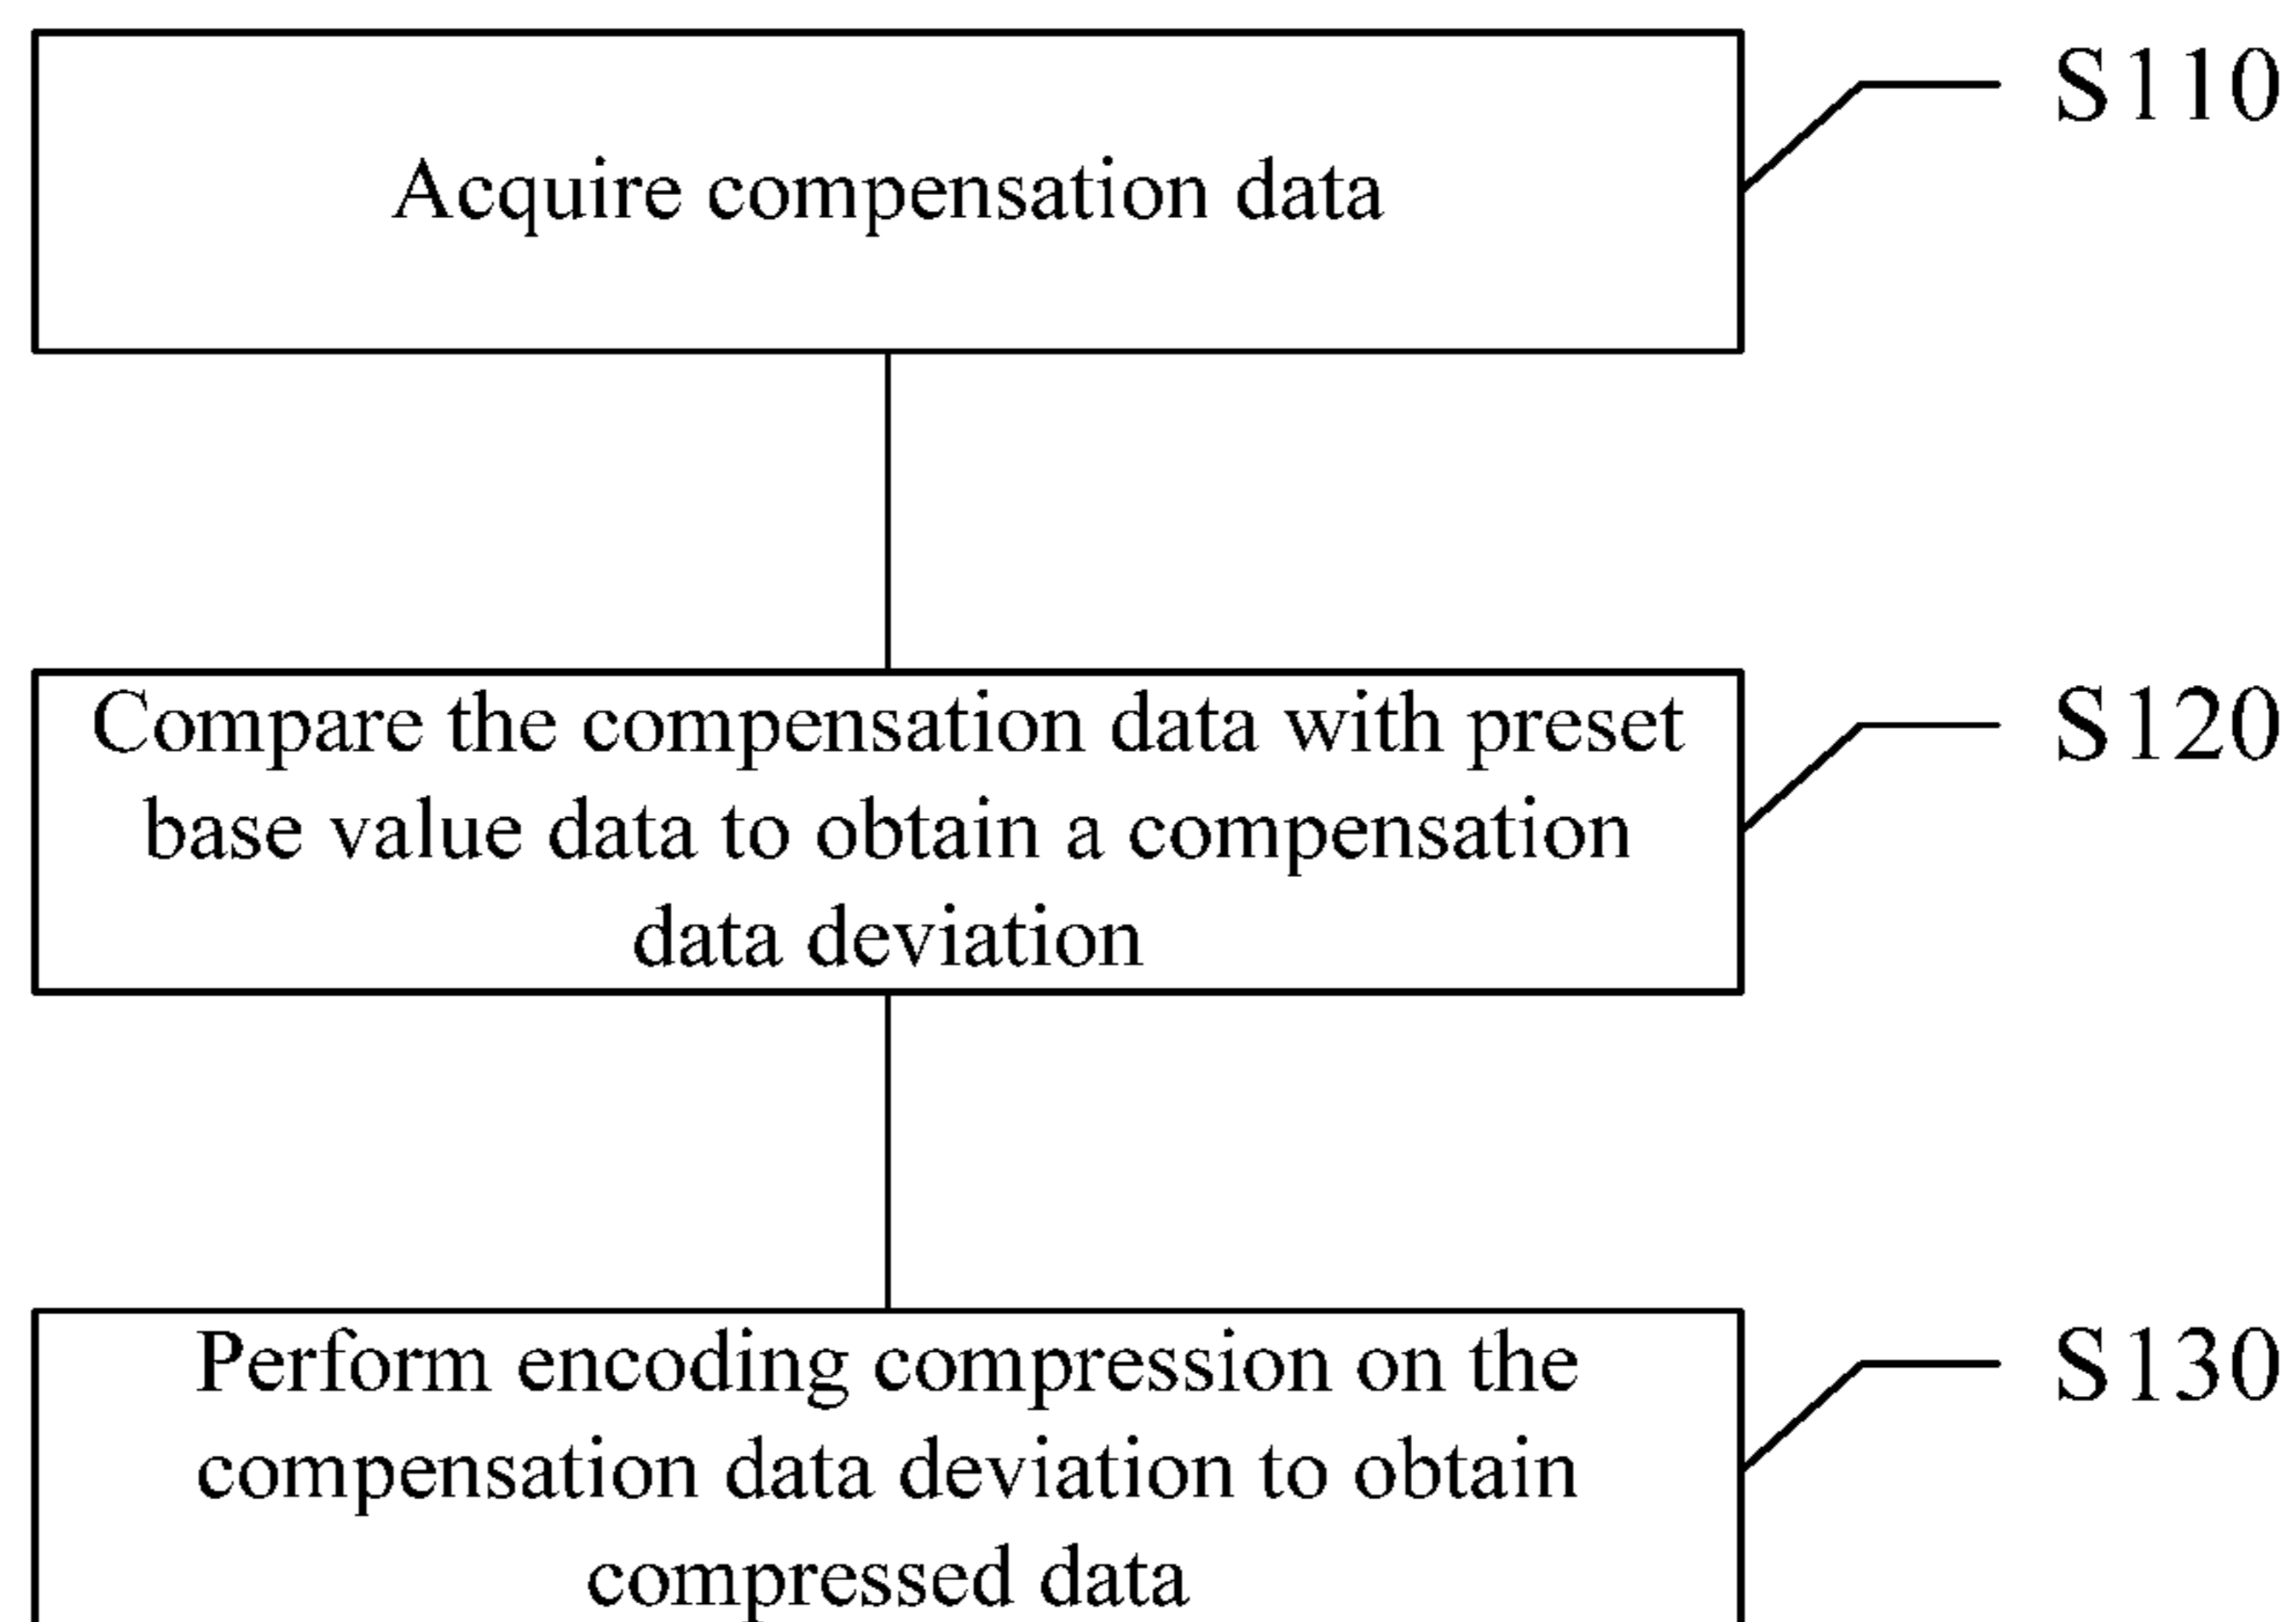 Acquire compensation data
S110
Compare the compensation data with preset
base value data to obtain a compensation
data deviation
S120
Perform encoding compression on the
compensation data deviation to obtain
compressed data
S130